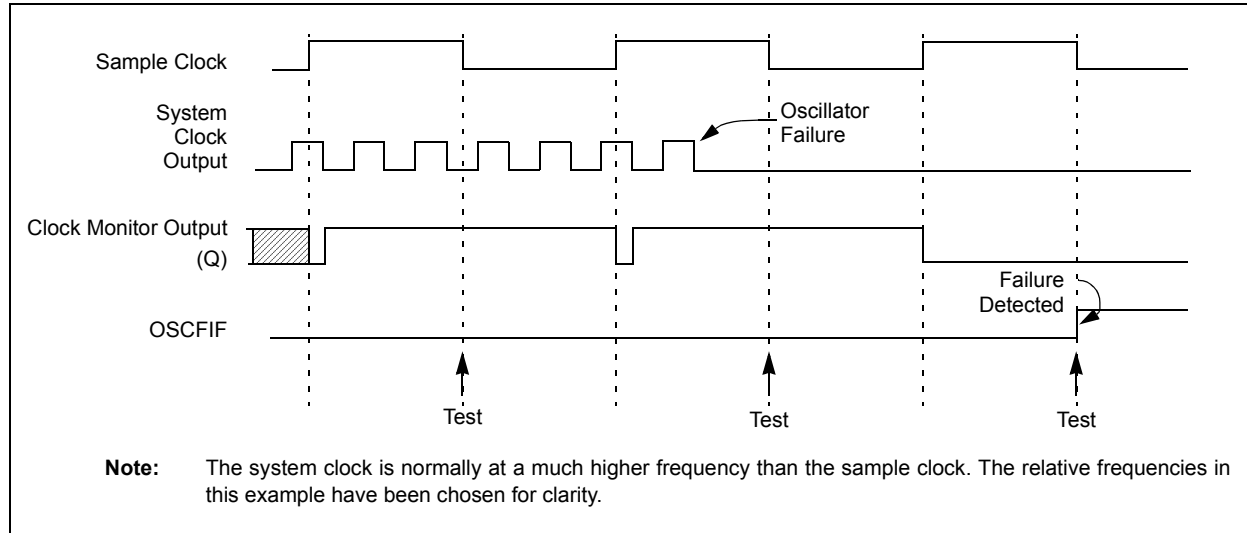 Sample Clock
System
Clock
Output
Oscillator
Failure
Clock Monitor Output
(Q)
Failure
Detected
OSCFIF
Test
Test
Test
Note: The system clock is normally at a much higher frequency than the sample clock. The relative frequencies in
this example have been chosen for clarity.